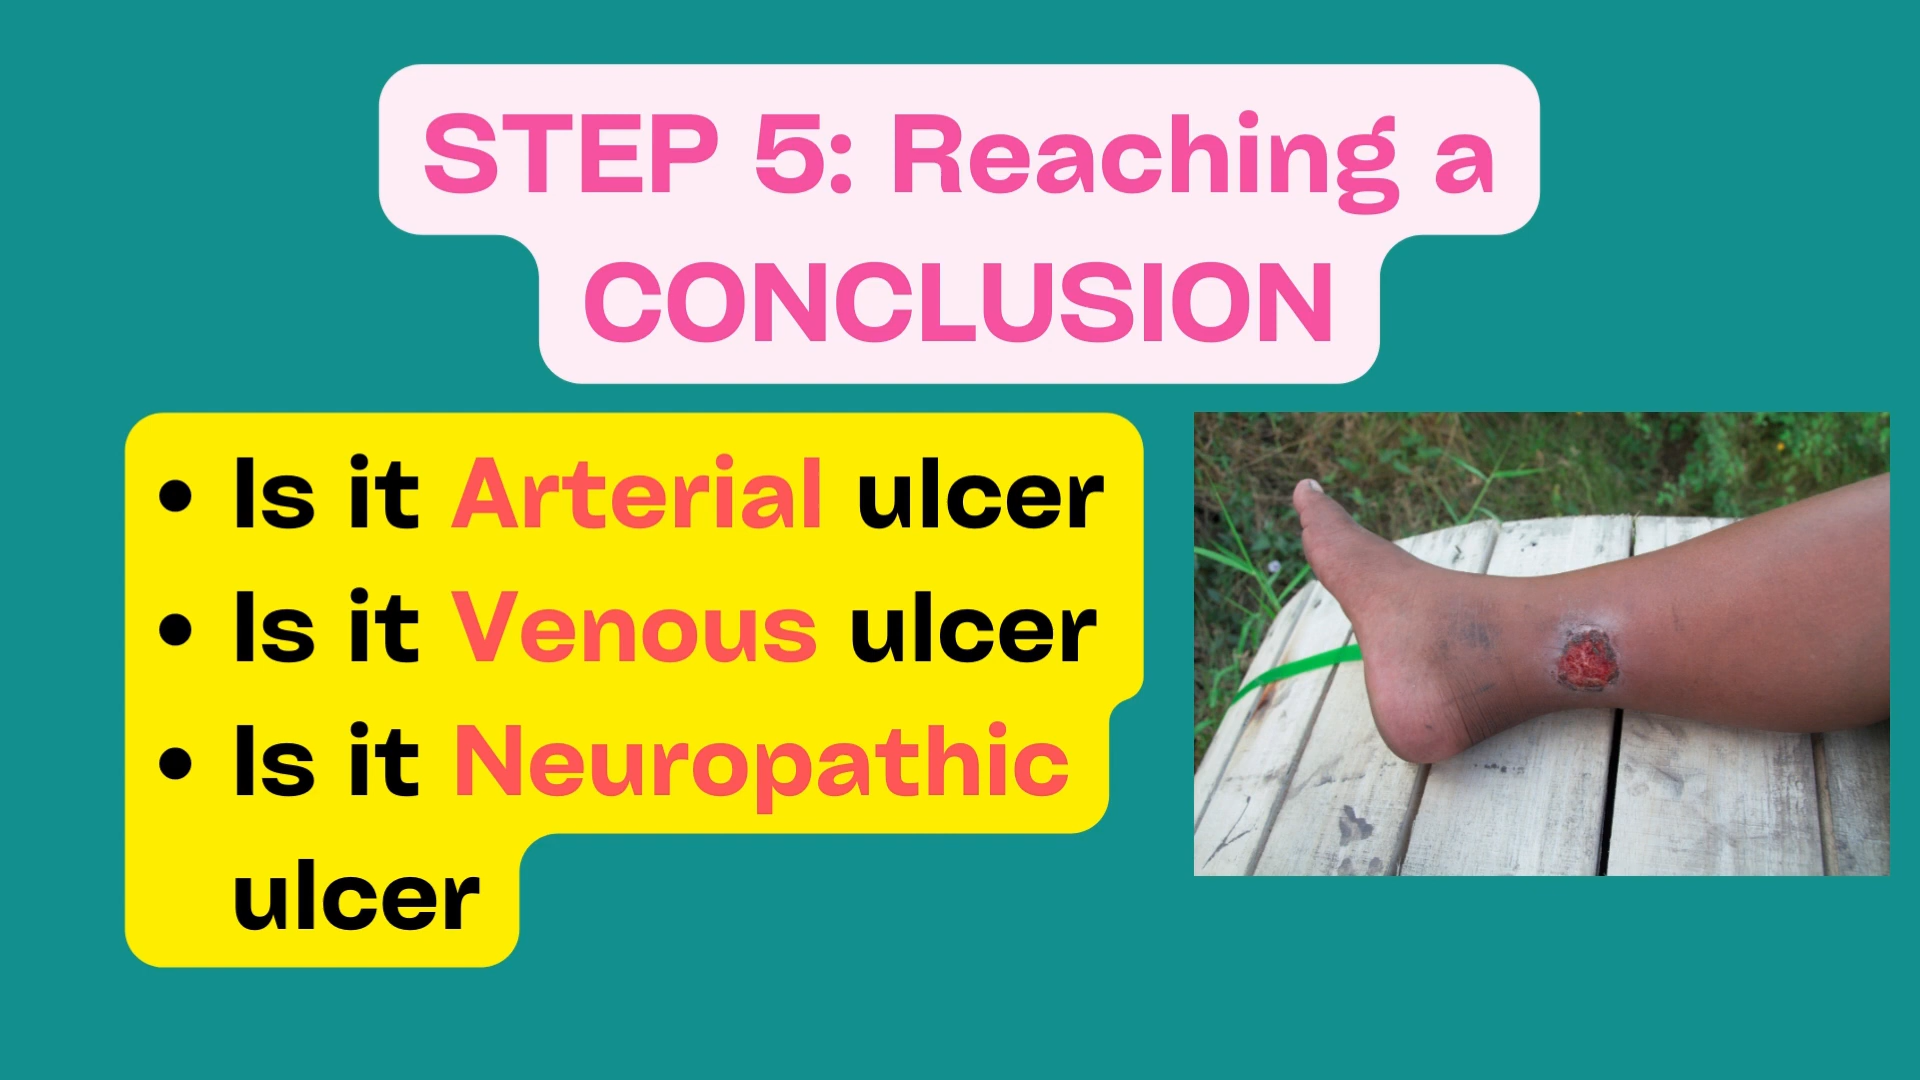 STEP 5: Reaching a
CONCLUSION
• Is it Arterial ulcer
• Is it Venous ulcer
• Is it Neuropathic
ulcer